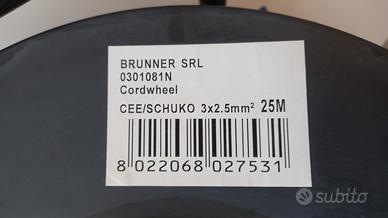 BRUNNER SRL
0301081N
Cordwheel
CEE/SCHUKO 3x2.5mm² 25M
8 022068 027531
subito